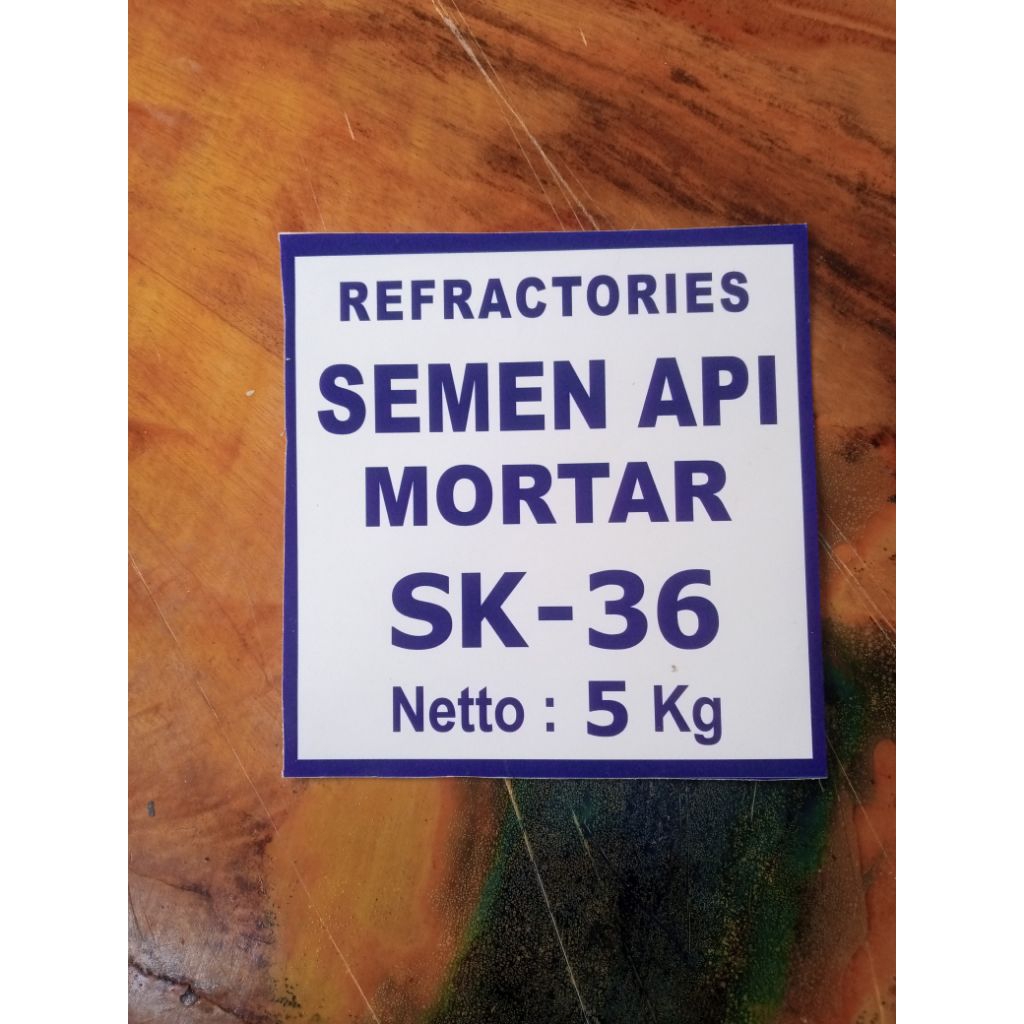 REFRACTORIES
SEMEN API
MORTAR
SK-36
Netto : 5 Kg